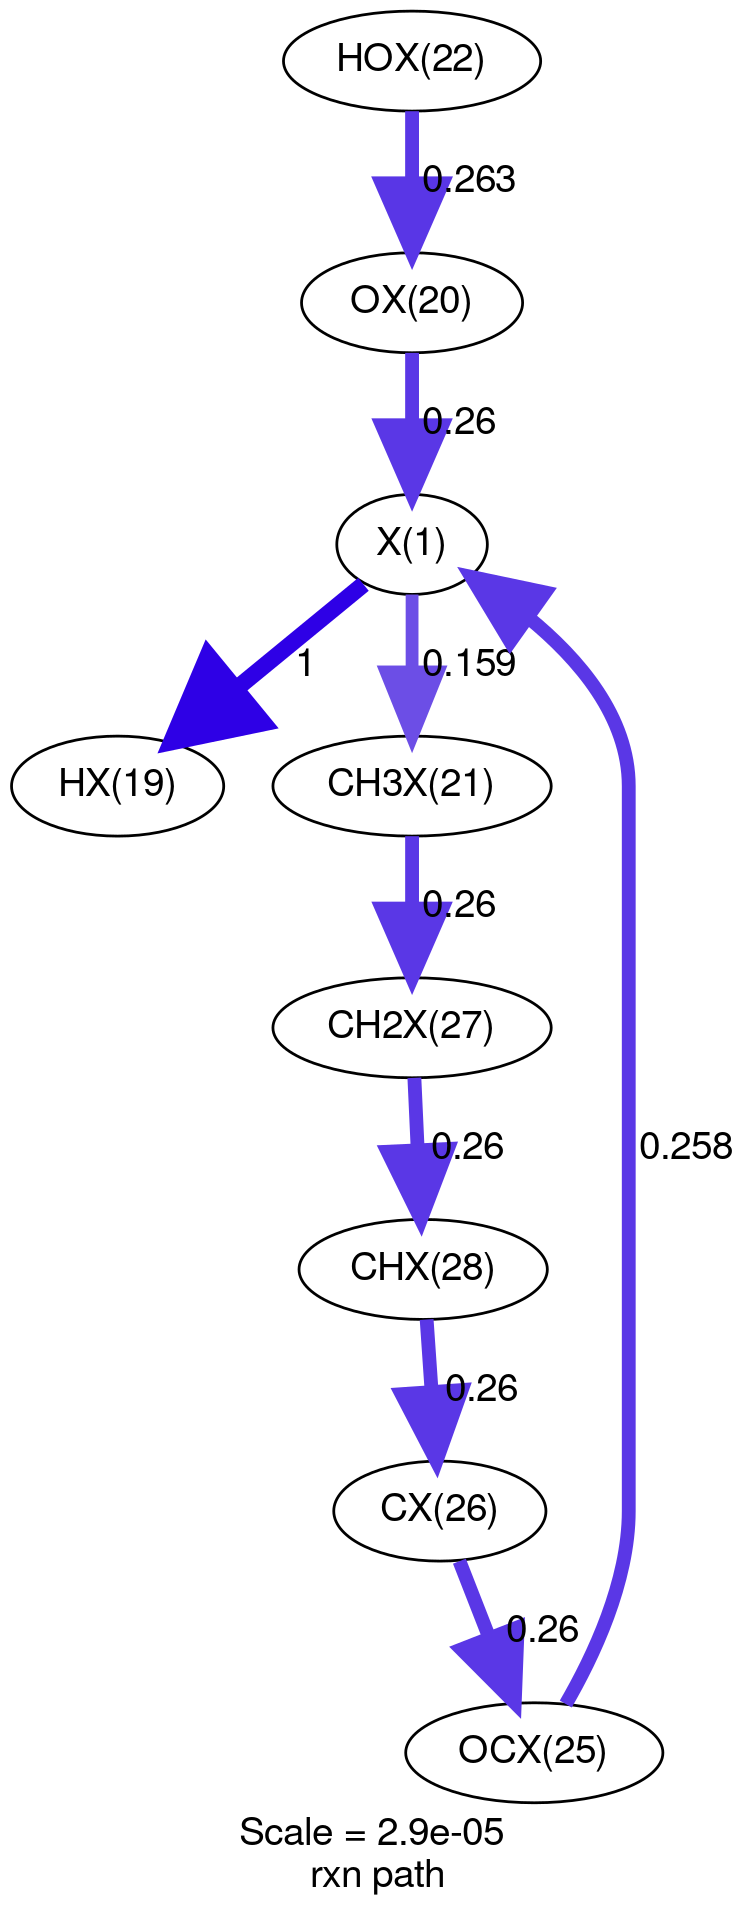 HOX(22)
0.263
OX(20)
0.26
X(1)
1
0.159
HX(19)
CH3X(21)
0.26
CH2X(27)
0.26
0.258
CHX(28)
0.26
CX(26)
0.26
OCX(25)
Scale = 2.9e-05
rxn path